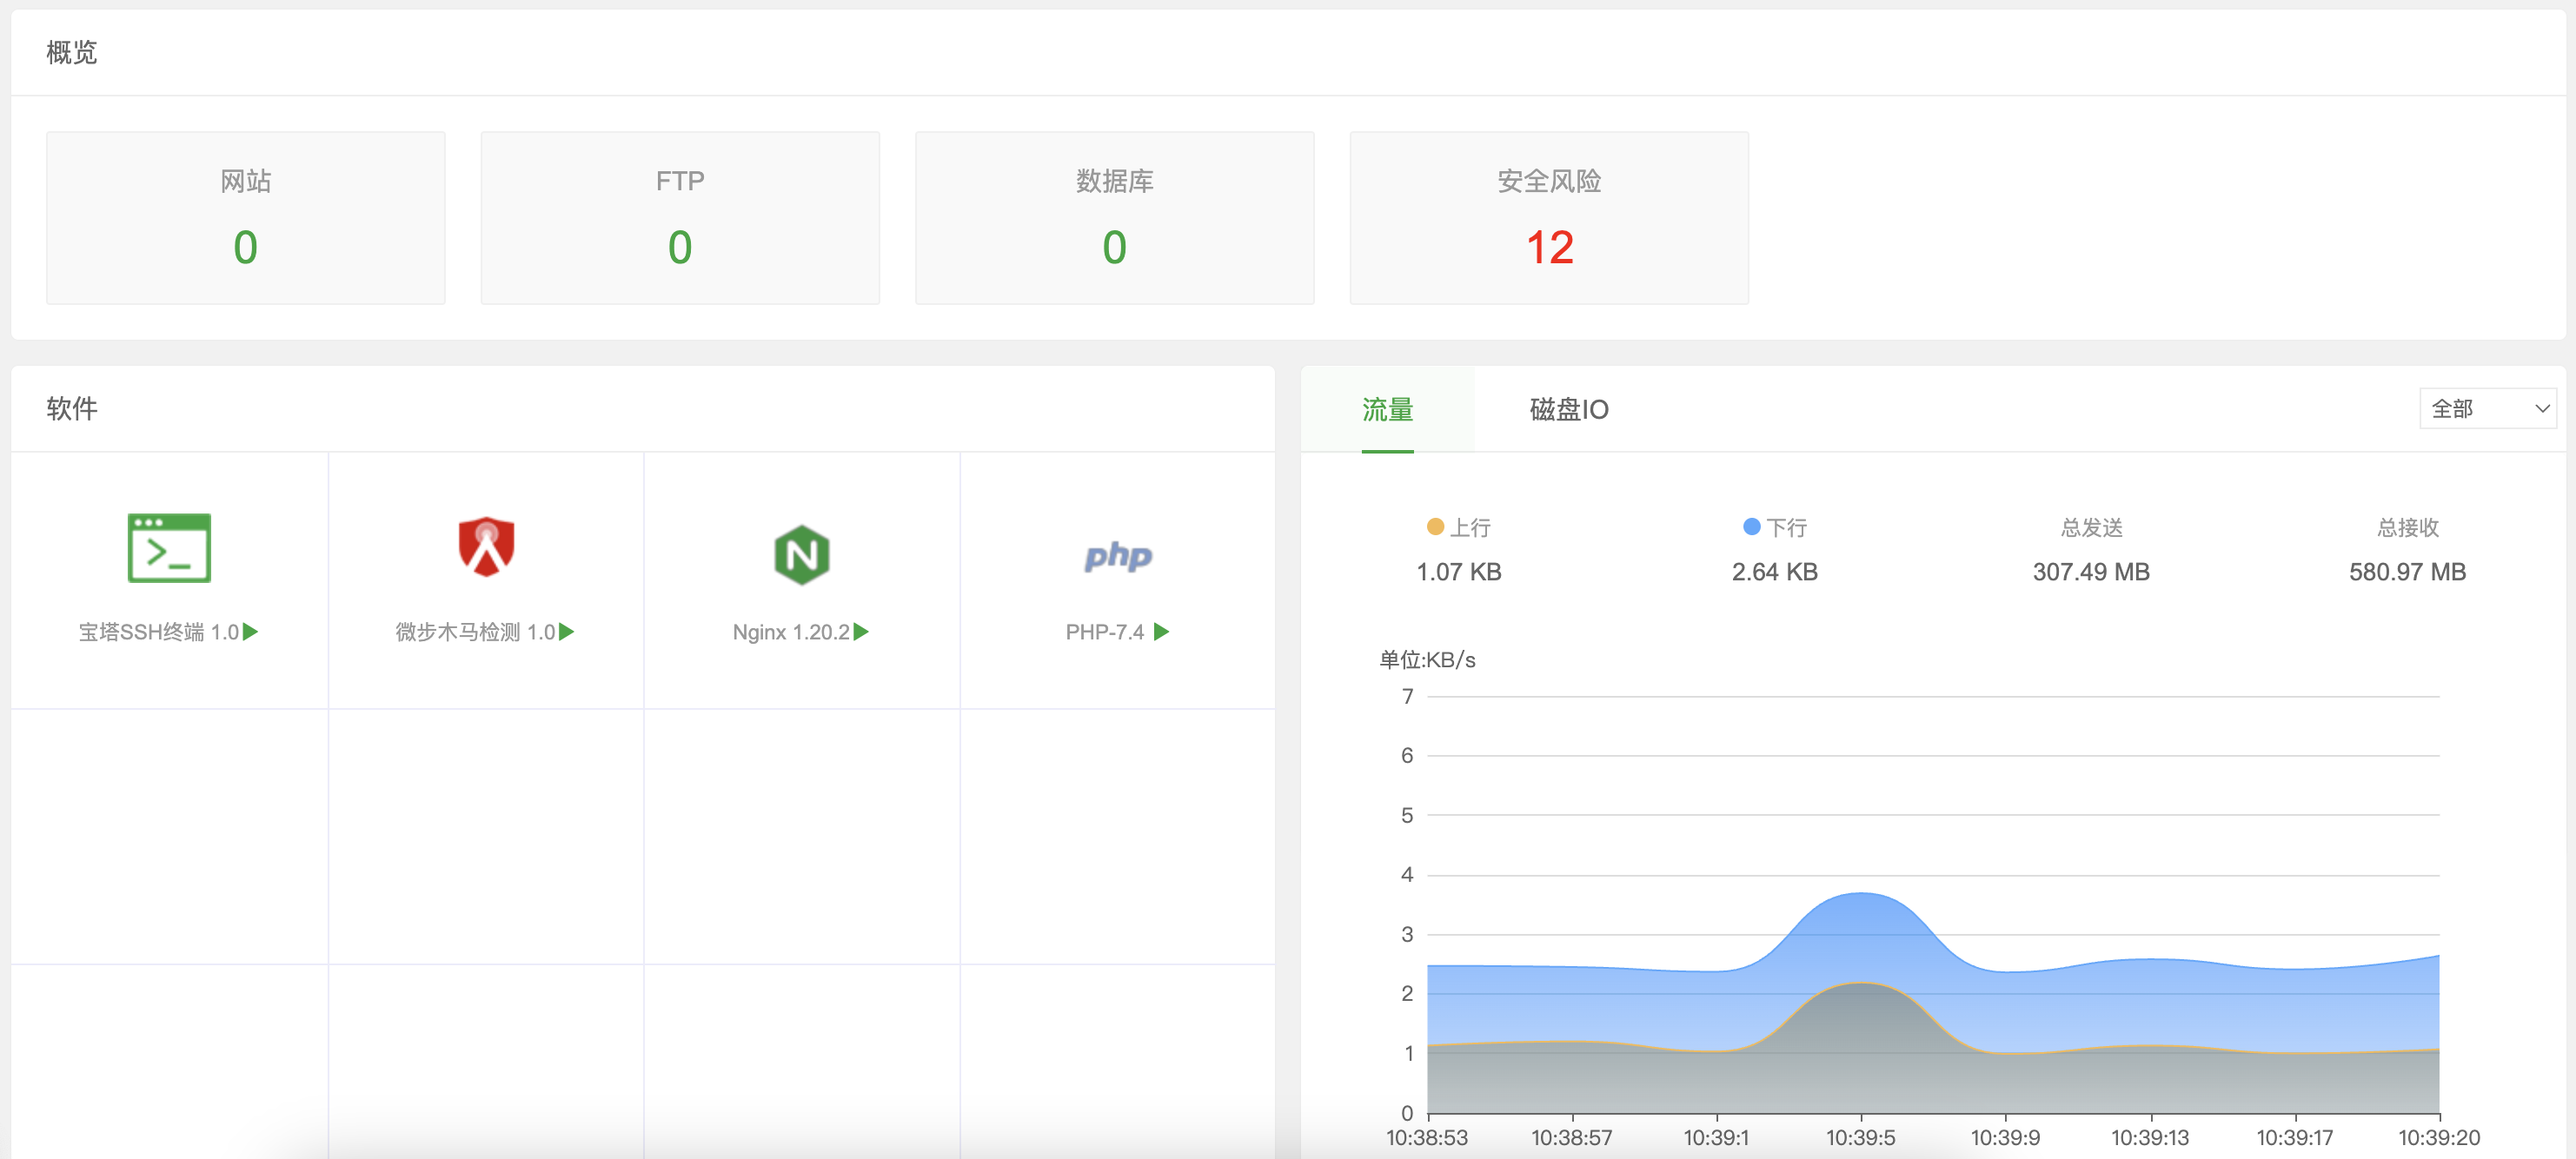 概览
网站
FTP
数据库
安全风险
0
0
0
12
软件
宝塔SSH终端 1.0
微步木马检测 1.0
php
Nginx 1.20.2
PHP-7.4
流量
磁盘IO
全部
上行
下行
总发送
总接收
1.07 KB
2.64 KB
307.49 MB
580.97 MB
单位:KB/s
7
6
5
4
3
2
1
0
10:38:53
10:38:57
10:39:1
10:39:5
10:39:9
10:39:13
10:39:17
10:39:20